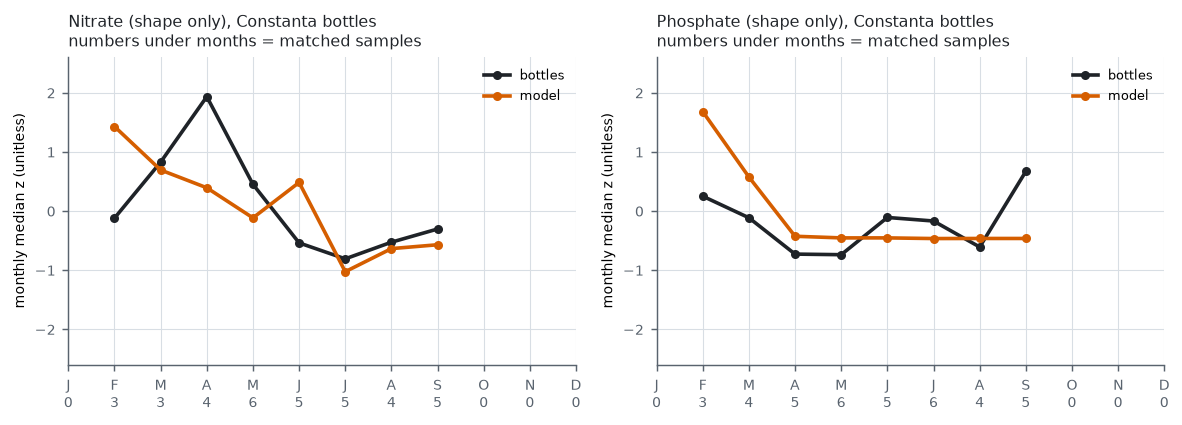 Nitrate (shape only), Constanta bottles
numbers under months = matched samples
bottles
model
monthly median z (unitless)
2
1
0
−1
−2
J F M A M J J A S O N D
0 3 3 4 6 5 5 4 5 0 0 0
Phosphate (shape only), Constanta bottles
numbers under months = matched samples
bottles
model
monthly median z (unitless)
2
1
0
−1
−2
J F M A M J J A S O N D
0 3 4 5 6 5 6 4 5 0 0 0